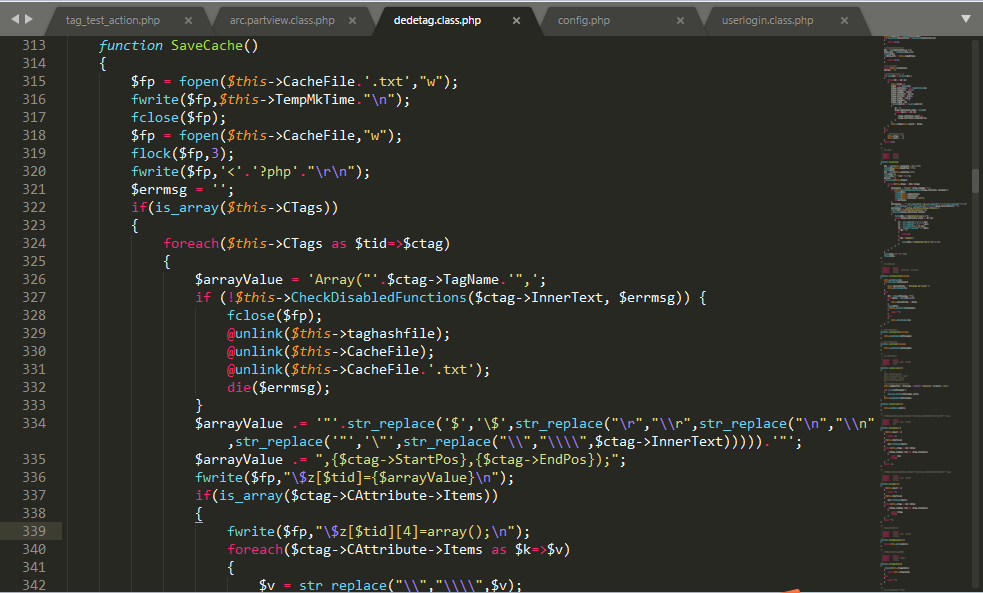 tag_test_action.php × arc.partview.class.php × dedetag.class.php × config.php × userlogin.class.php ×
313 function SaveCache()
314 {
315 $fp = fopen($this->CacheFile.'.txt',"w");
316 fwrite($fp,$this->TempMkTime."\n");
317 fclose($fp);
318 $fp = fopen($this->CacheFile,"w");
319 flock($fp,3);
320 fwrite($fp,'<'.'?php'."\r\n");
321 $errmsg = '';
322 if(is_array($this->CTags))
323 {
324 foreach($this->CTags as $tid=>$ctag)
325 {
326 $arrayValue = 'Array("'.$ctag->TagName.'",';
327 if (!$this->CheckDisabledFunctions($ctag->InnerText, $errmsg)) {
328 fclose($fp);
329 @unlink($this->taghashfile);
330 @unlink($this->CacheFile);
331 @unlink($this->CacheFile.'.txt');
332 die($errmsg);
333 }
334 $arrayValue .= '"'.str_replace('$','\$',str_replace("\r","\\r",str_replace("\n","\\n"
,str_replace('"','\"',str_replace("\\","\\\\",$ctag->InnerText))))).'"';
335 $arrayValue .= ",{$ctag->StartPos},{$ctag->EndPos});";
336 fwrite($fp,"\$z[$tid]={$arrayValue}\n");
337 if(is_array($ctag->CAttribute->Items))
338 {
339 fwrite($fp,"\$z[$tid][4]=array();\n");
340 foreach($ctag->CAttribute->Items as $k=>$v)
341 {
342 $v = str_replace("\\","\\\\",$v);